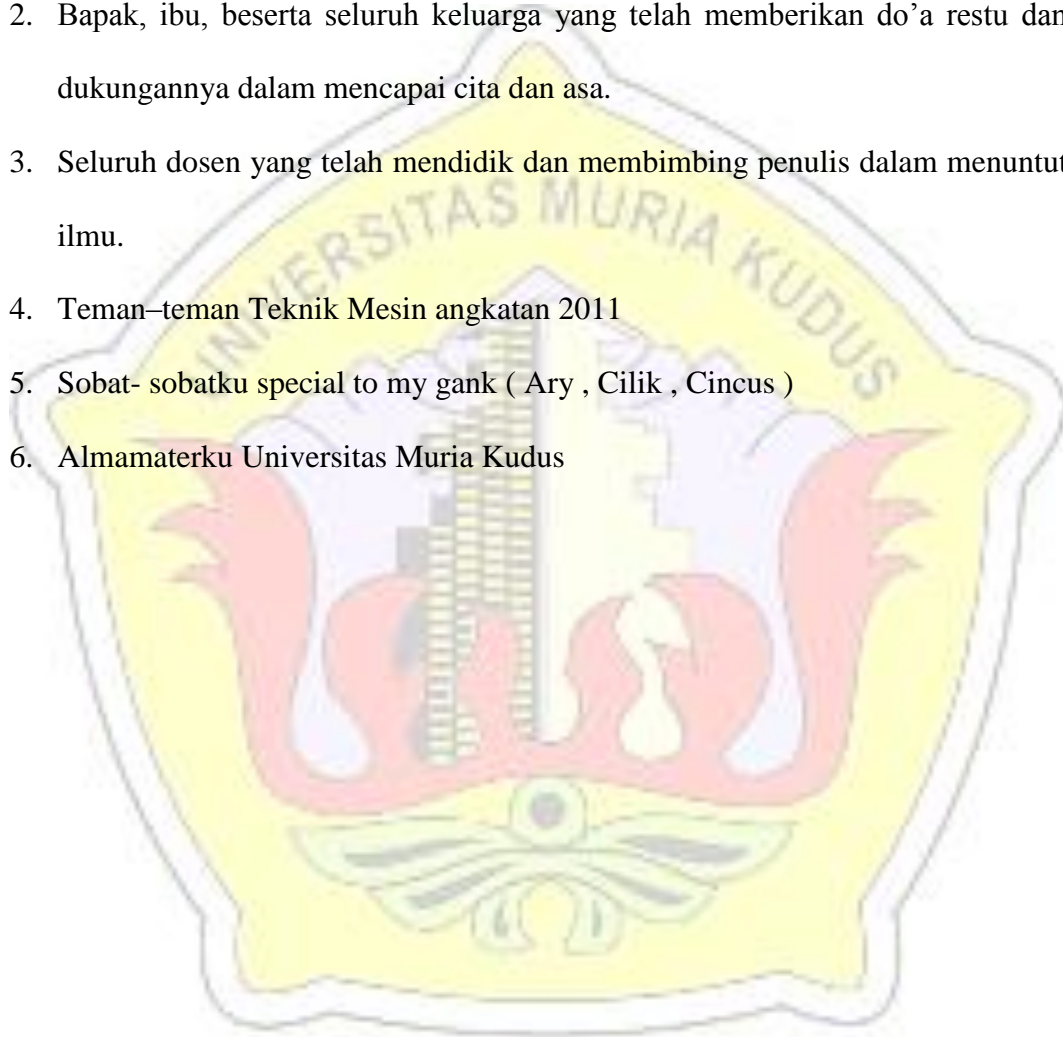 2. Bapak, ibu, beserta seluruh keluarga yang telah memberikan do’a restu dan
dukungannya dalam mencapai cita dan asa.
3. Seluruh dosen yang telah mendidik dan membimbing penulis dalam menuntut
ilmu.
UNIVERSITAS MURIA KUDUS
4. Teman–teman Teknik Mesin angkatan 2011
5. Sobat- sobatku special to my gank ( Ary , Cilik , Cincus )
6. Almamaterku Universitas Muria Kudus